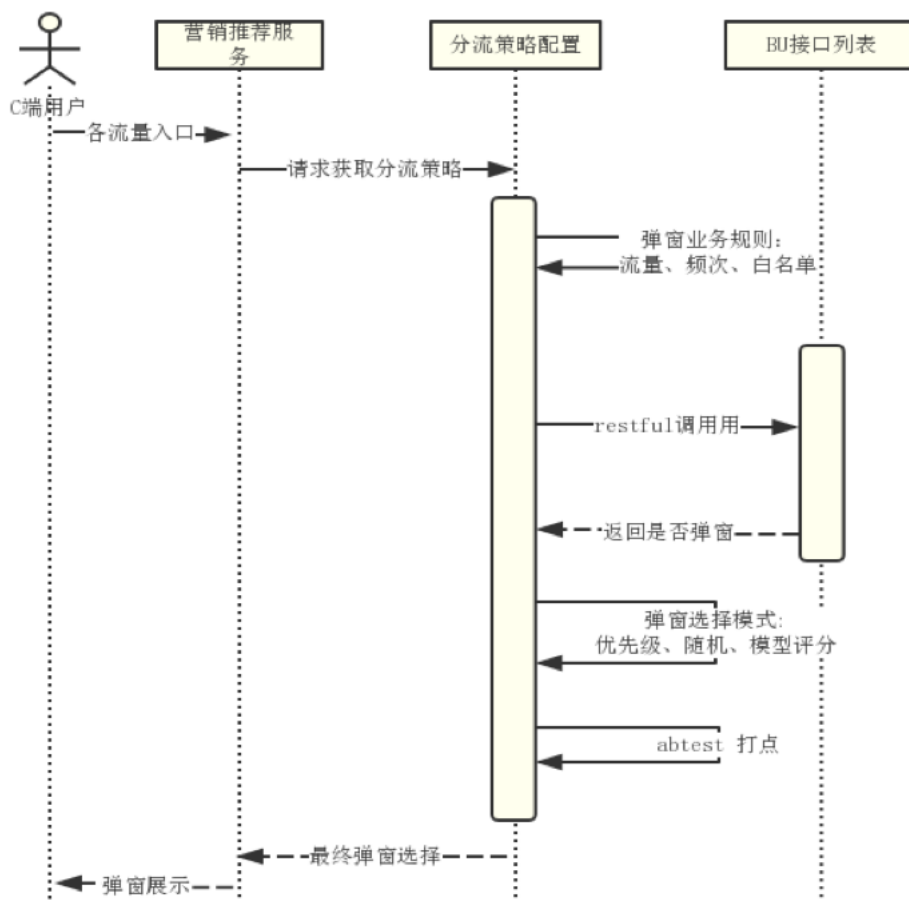 营销推荐服
务
分流策略配置
BU接口列表
C端用户
各流量入口
请求获取分流策略
弹窗业务规则：
流量、频次、白名单
restful调用用
返回是否弹窗
弹窗选择模式:
优先级、随机、模型评分
abtest 打点
最终弹窗选择
弹窗展示